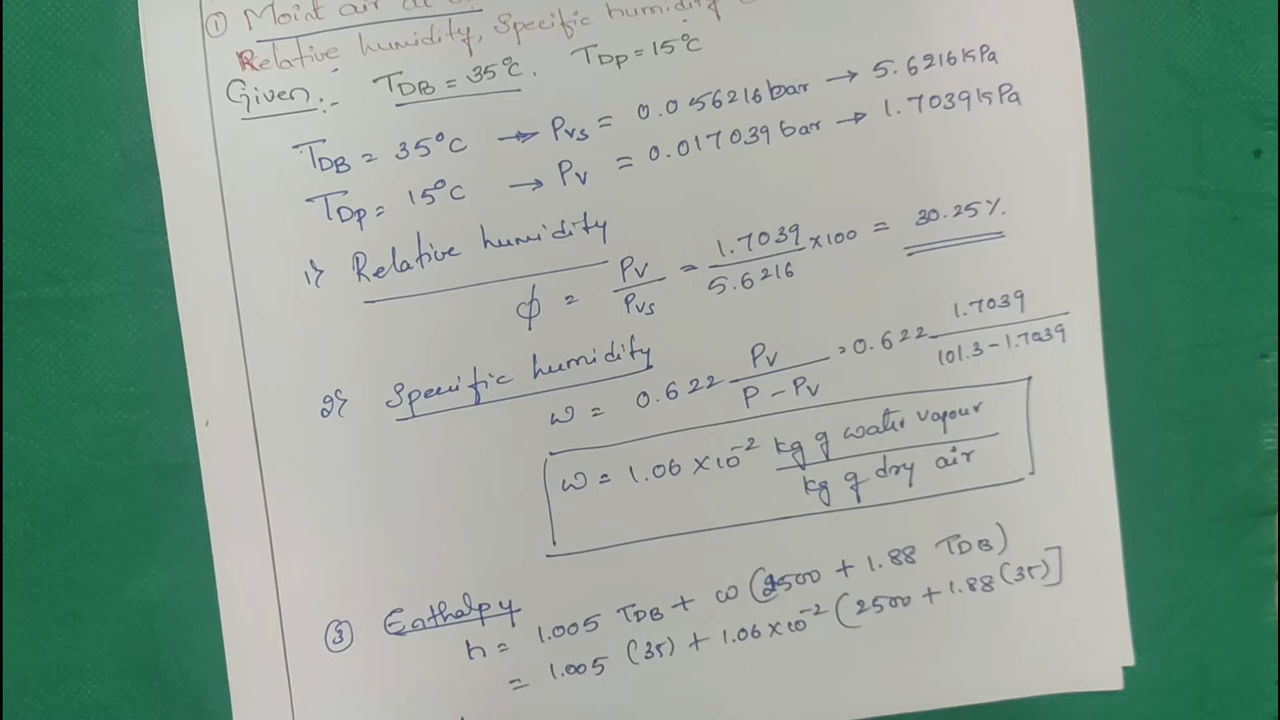 ① Moist air at
Relative humidity, Specific humidity
Given:- TDB = 35°C. TDP = 15°C
TDB = 35°C → Pvs = 0.056216 bar → 5.6216 kPa
TDP = 15°C → Pv = 0.017039 bar → 1.7039 kPa
1) Relative humidity
ϕ = Pv/Pvs = 1.7039/5.6216 × 100 = 30.25%.
2) Specific humidity
ω = 0.622 Pv/P - Pv = 0.622 1.7039/101.3 - 1.7039
ω = 1.06 × 10⁻² kg of water vapour/kg of dry air
③ Enthalpy
h = 1.005 TDB + ω (2500 + 1.88 TDB)
= 1.005 (35) + 1.06 × 10⁻² (2500 + 1.88 (35)]